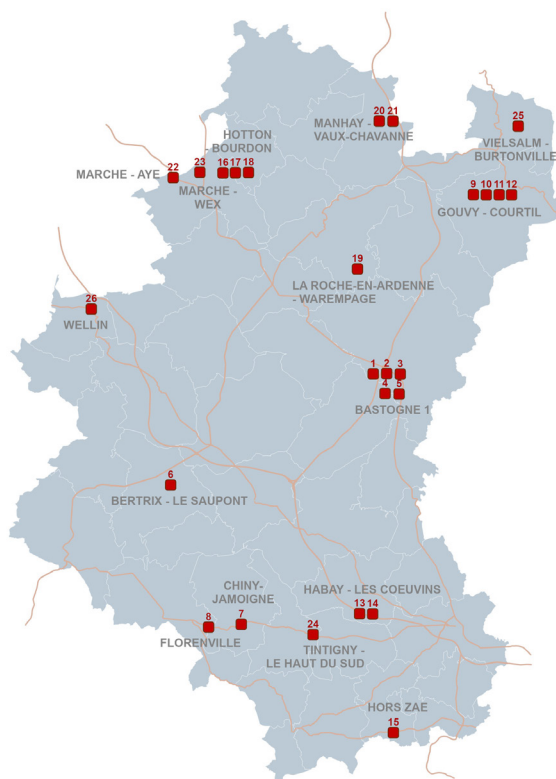 20 21
MANHAY -
VAUX-CHAVANNE
25
VIELSALM -
BURTONVILLE
HOTTON
- BOURDON
22
MARCHE - AYE
23
16 17 18
MARCHE -
WEX
9 10 11 12
GOUVY - COURTIL
19
LA ROCHE-EN-ARDENNE
- WAREMPAGE
26
WELLIN
1 2 3
4 5
BASTOGNE 1
6
BERTRIX - LE SAUPONT
CHINY-
JAMOIGNE
8 7
FLORENVILLE
HABAY - LES COEUVINS
13 14
24
TINTIGNY -
LE HAUT DU SUD
HORS ZAE
15